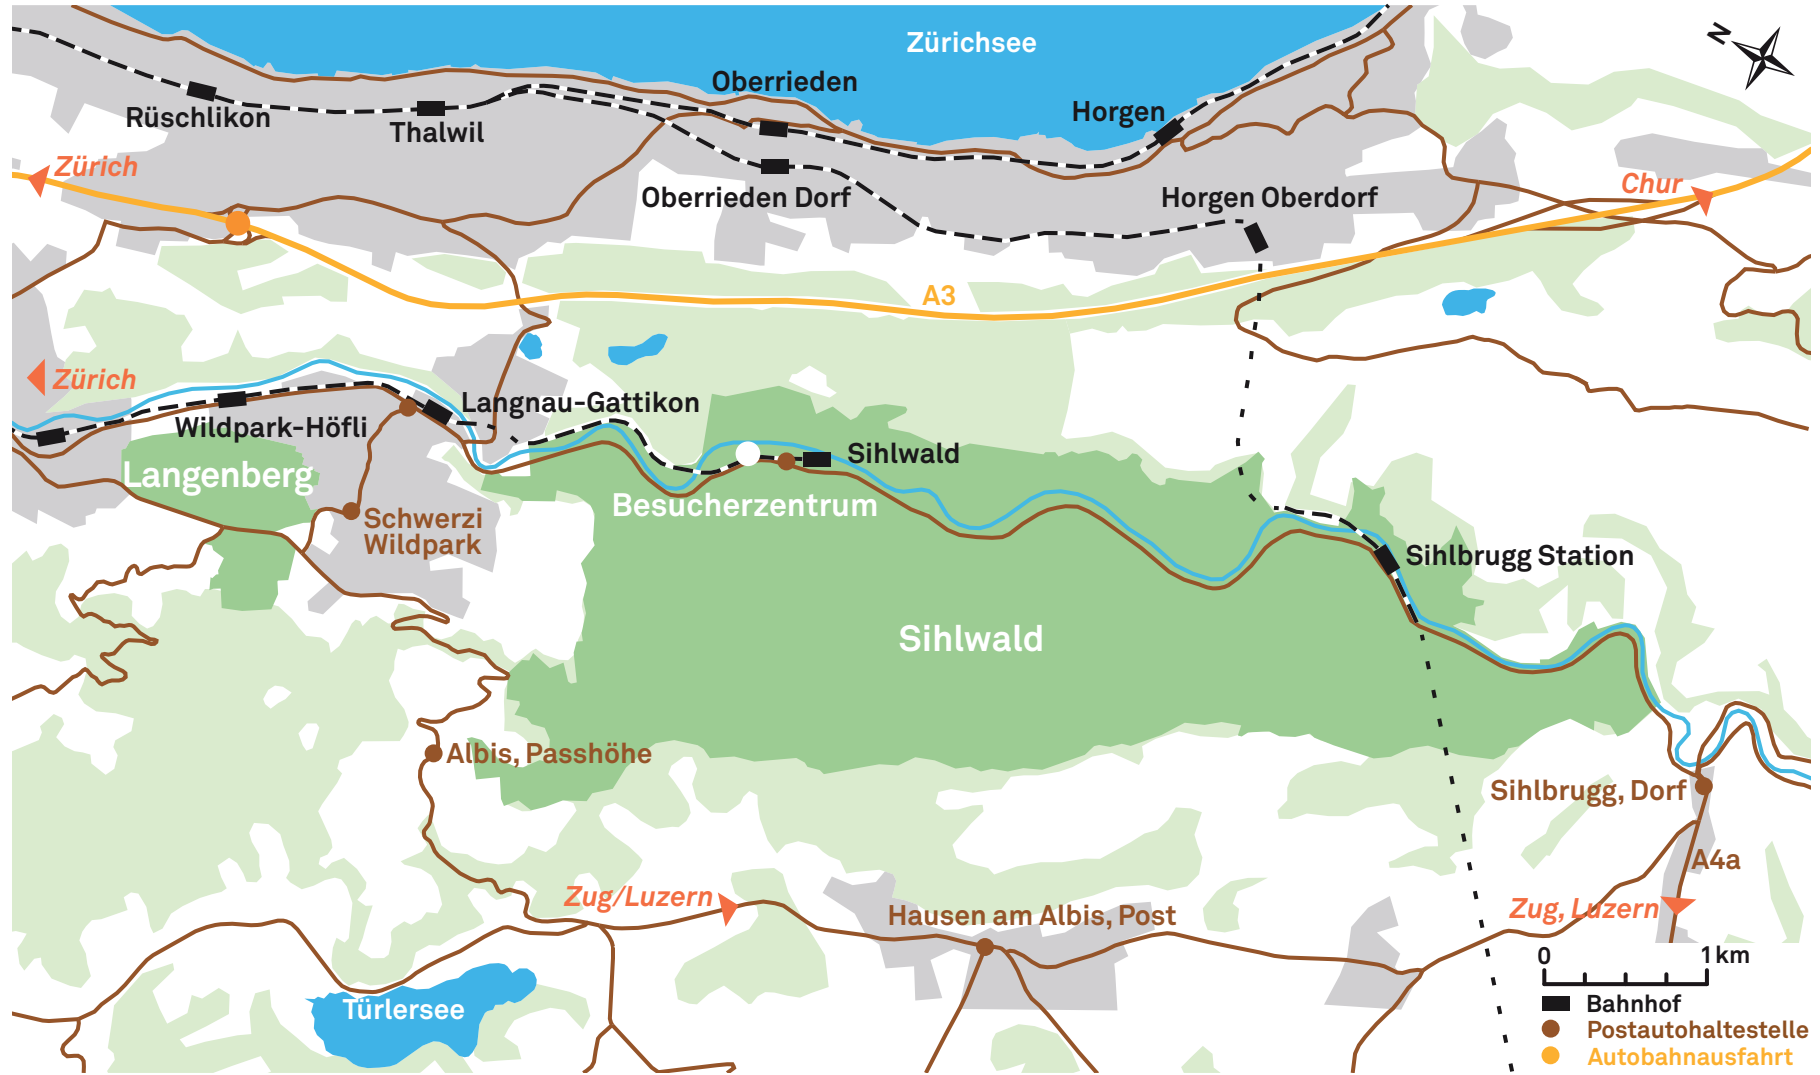 Zürichsee
N
Oberrieden
Horgen
Rüschlikon
Thalwil
Zürich
Oberrieden Dorf
Horgen Oberdorf
Chur
A3
Zürich
Wildpark-Höfli
Langnau-Gattikon
Langenberg
Sihlwald
Besucherzentrum
Schwerzi
Wildpark
Sihlbrugg Station
Sihlwald
Albis, Passhöhe
Sihlbrugg, Dorf
A4a
Zug/Luzern
Hausen am Albis, Post
Zug, Luzern
0 1 km
Türlersee
Bahnhof
Postautohaltestelle
Autobahnausfahrt